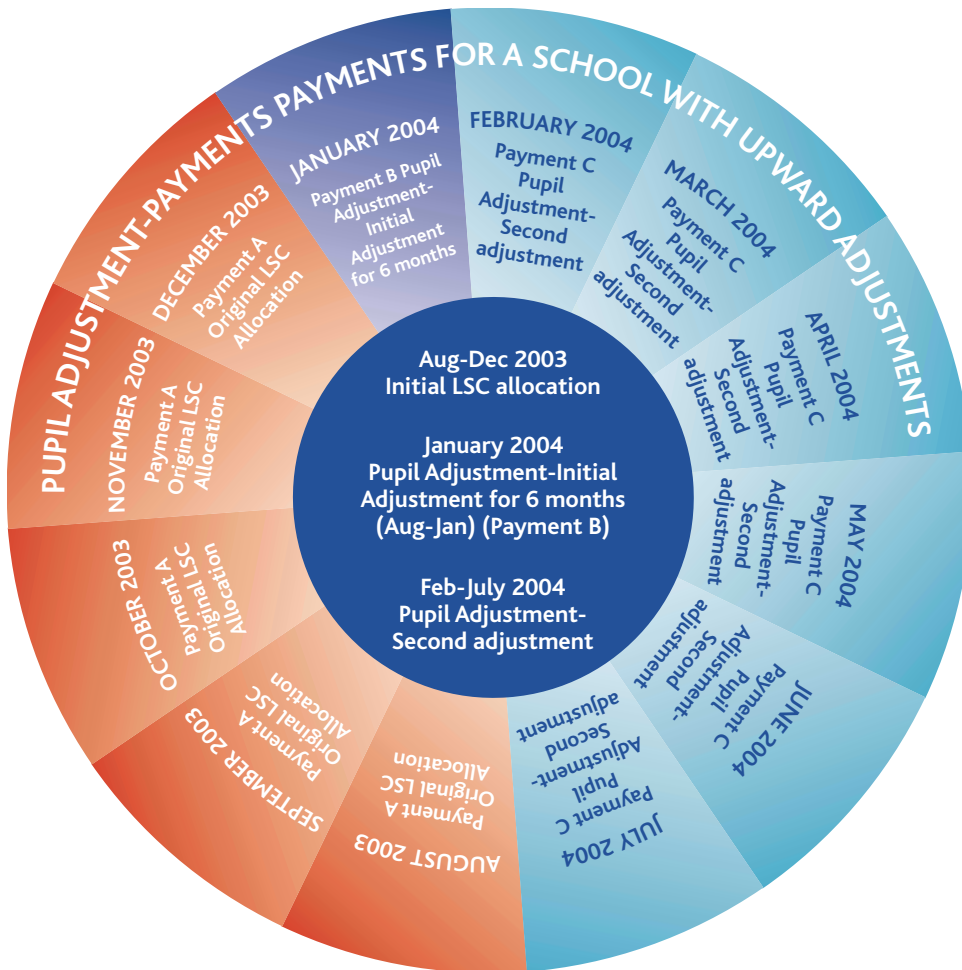 PUPIL ADJUSTMENT-PAYMENTS PAYMENTS FOR A SCHOOL WITH UPWARD ADJUSTMENTS
AUGUST 2003
Payment A
Original LSC
Allocation
SEPTEMBER 2003
Payment A
Original LSC
Allocation
OCTOBER 2003
Payment A
Original LSC
Allocation
NOVEMBER 2003
Payment A
Original LSC
Allocation
DECEMBER 2003
Payment A
Original LSC
Allocation
JANUARY 2004
Payment B Pupil
Adjustment-
Initial
Adjustment
for 6 months
FEBRUARY 2004
Payment C
Pupil
Adjustment-
Second
adjustment
MARCH 2004
Payment C
Pupil
Adjustment-
Second
adjustment
APRIL 2004
Payment C
Pupil
Adjustment-
Second
adjustment
MAY 2004
Payment C
Pupil
Adjustment-
Second
adjustment
JUNE 2004
Payment C
Pupil
Adjustment-
Second
adjustment
JULY 2004
Payment C
Pupil
Adjustment-
Second
adjustment
Aug-Dec 2003
Initial LSC allocation
January 2004
Pupil Adjustment-Initial
Adjustment for 6 months
(Aug-Jan) (Payment B)
Feb-July 2004
Pupil Adjustment-
Second adjustment